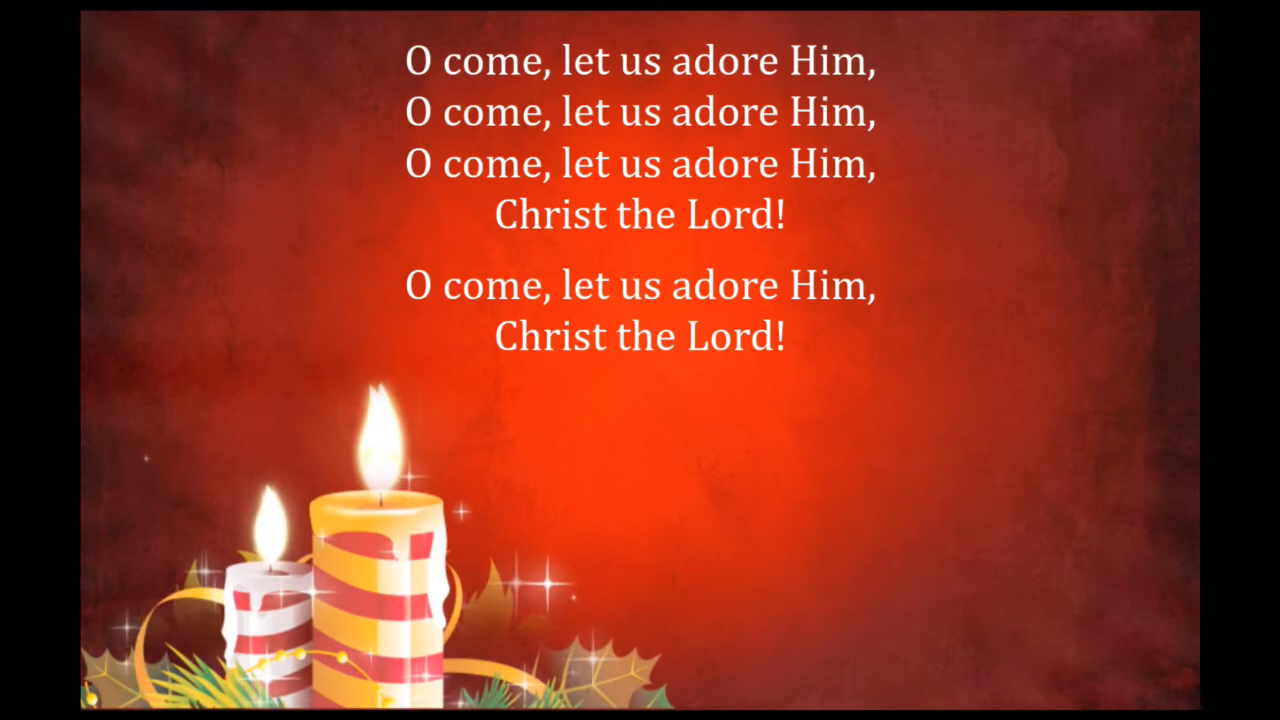 O come, let us adore Him,
O come, let us adore Him,
O come, let us adore Him,
Christ the Lord!
O come, let us adore Him,
Christ the Lord!